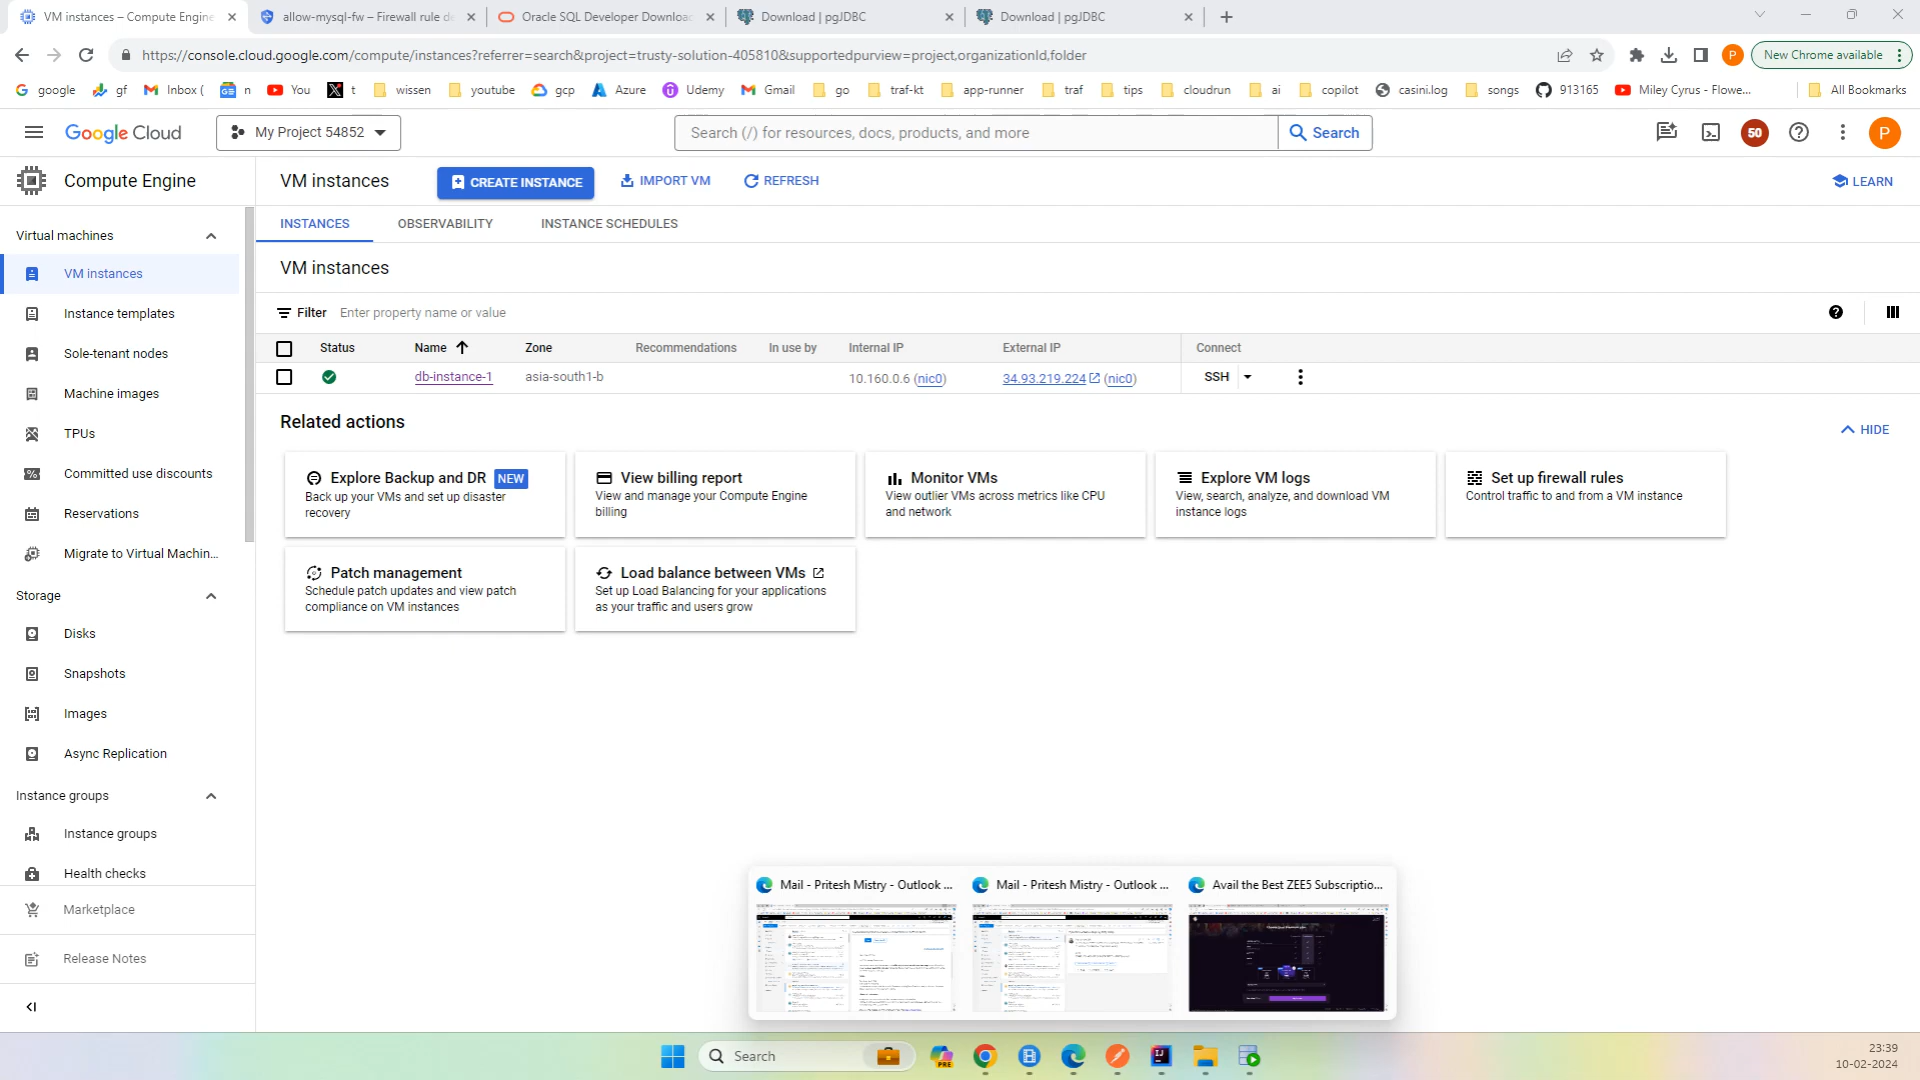 VM instances – Compute Engine
allow-mysql-fw – Firewall rule de
Oracle SQL Developer Downloac
Download | pgJDBC
Download | pgJDBC
https://console.cloud.google.com/compute/instances?referrer=search&project=trusty-solution-405810&supportedpurview=project,organizationId,folder
P
New Chrome available
google
gf
Inbox (
n
You
t
wissen
youtube
gcp
Azure
Udemy
Gmail
go
traf-kt
app-runner
traf
tips
cloudrun
ai
copilot
casini.log
songs
913165
Miley Cyrus - Flowe...
All Bookmarks
Google Cloud
My Project 54852
Search (/) for resources, docs, products, and more
Search
50
P
Compute Engine
VM instances
CREATE INSTANCE
IMPORT VM
REFRESH
LEARN
INSTANCES
OBSERVABILITY
INSTANCE SCHEDULES
Virtual machines
VM instances
Instance templates
Sole-tenant nodes
Machine images
TPUs
Committed use discounts
Reservations
Migrate to Virtual Machin...
Storage
Disks
Snapshots
Images
Async Replication
Instance groups
Instance groups
Health checks
Marketplace
Release Notes
VM instances
Filter Enter property name or value
Status Name Zone Recommendations In use by Internal IP External IP Connect
db-instance-1 asia-south1-b 10.160.0.6 (nic0) 34.93.219.224 (nic0) SSH
Related actions
HIDE
Explore Backup and DR NEW
Back up your VMs and set up disaster
recovery
View billing report
View and manage your Compute Engine
billing
Monitor VMs
View outlier VMs across metrics like CPU
and network
Explore VM logs
View, search, analyze, and download VM
instance logs
Set up firewall rules
Control traffic to and from a VM instance
Patch management
Schedule patch updates and view patch
compliance on VM instances
Load balance between VMs
Set up Load Balancing for your applications
as your traffic and users grow
Mail - Pritesh Mistry - Outlook ...
Mail - Pritesh Mistry - Outlook ...
Avail the Best ZEE5 Subscriptio...
Search
PRE
IJ
23:39
10-02-2024